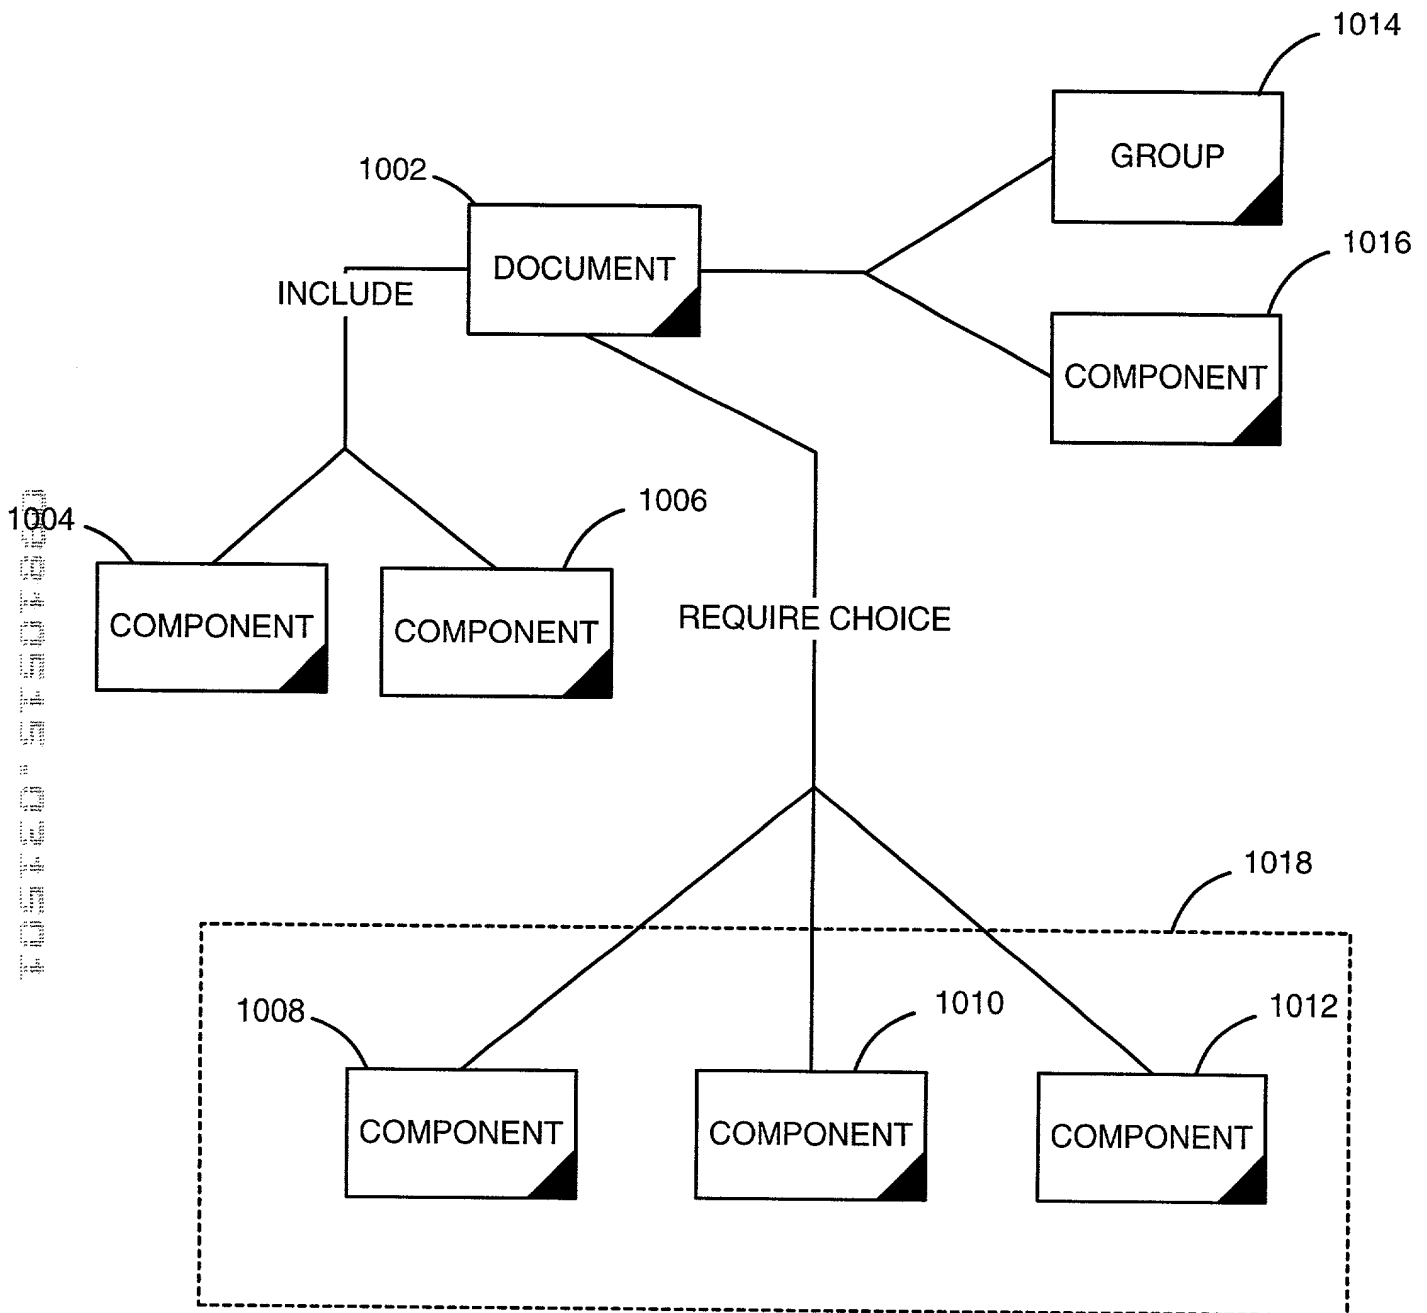 1014
GROUP
1002
1016
DOCUMENT
INCLUDE
COMPONENT
1004
1006
COMPONENT
COMPONENT
REQUIRE CHOICE
1018
1008
1010
1012
COMPONENT
COMPONENT
COMPONENT